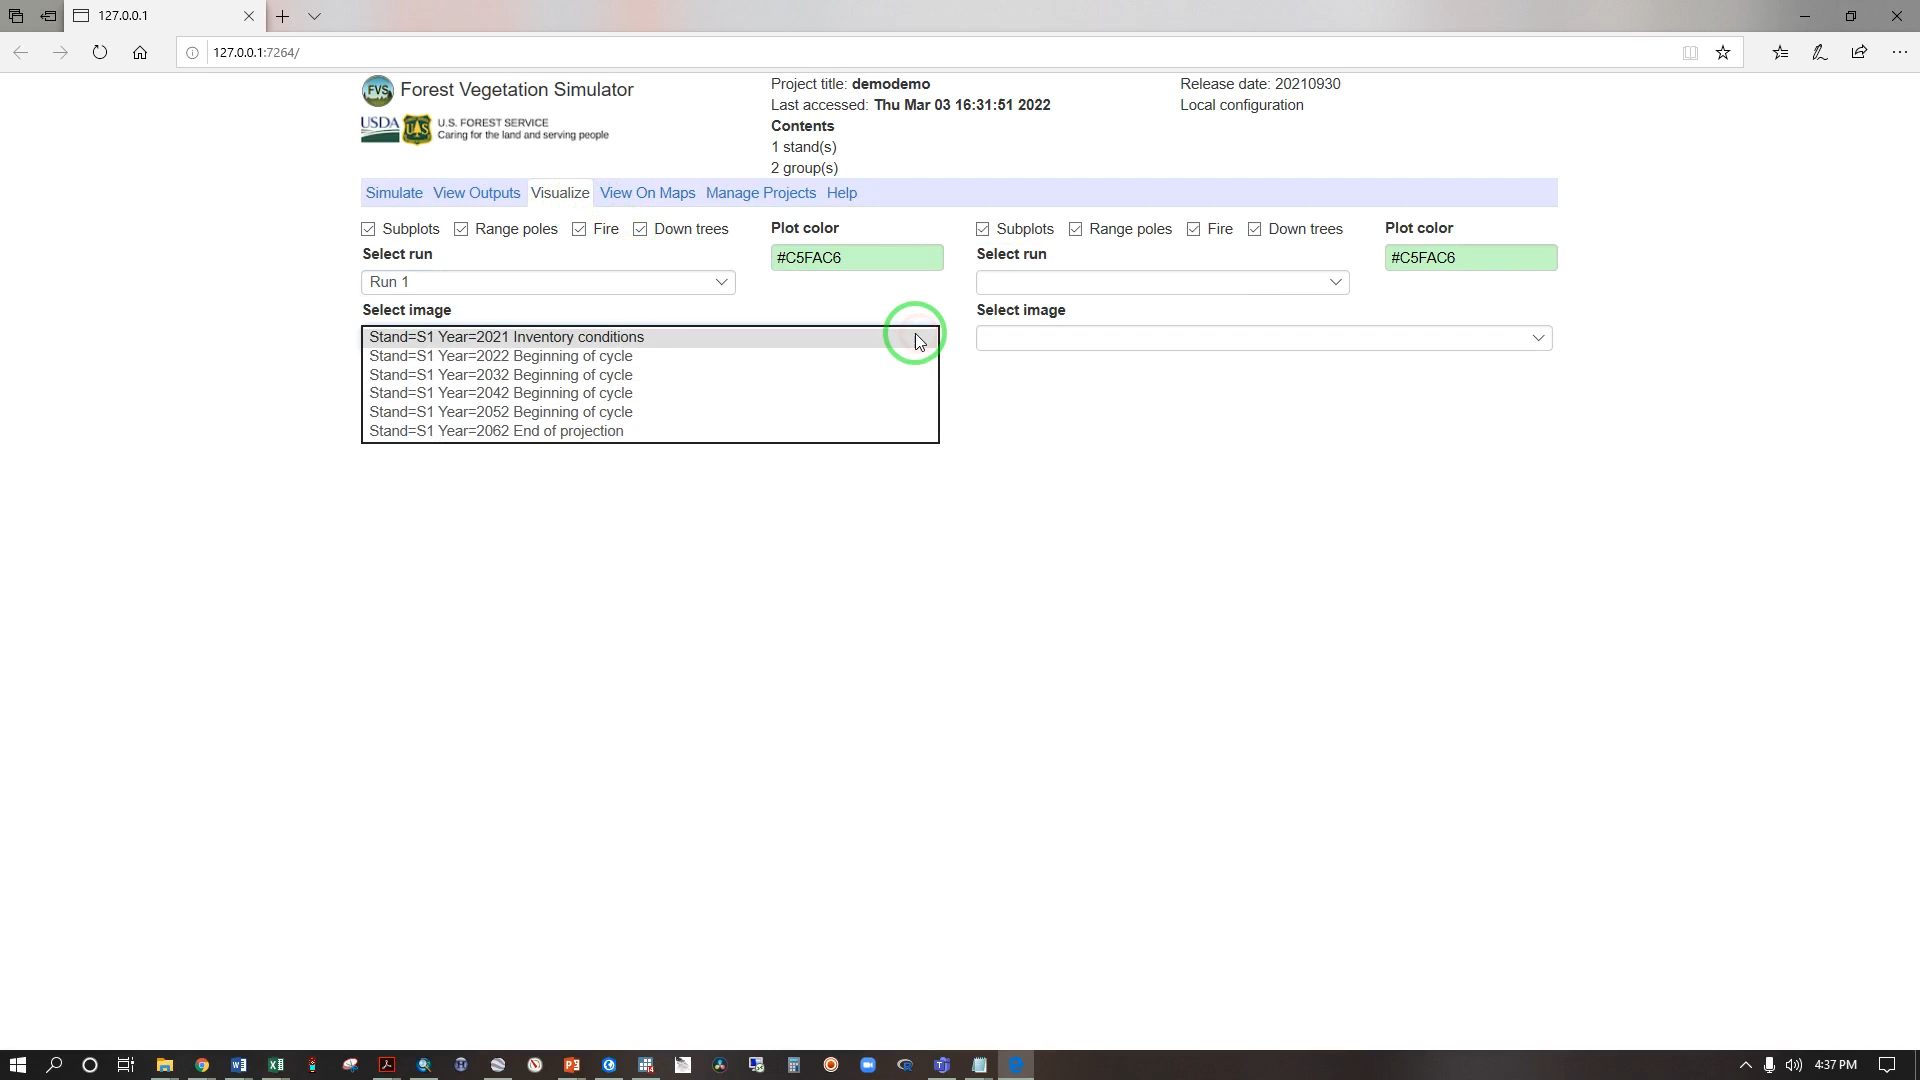 127.0.0.1
127.0.0.1:7264/
FVS Forest Vegetation Simulator
USDA UAS U.S. FOREST SERVICE
Caring for the land and serving people
Project title: demodemo
Last accessed: Thu Mar 03 16:31:51 2022
Contents
1 stand(s)
2 group(s)
Release date: 20210930
Local configuration
Simulate View Outputs Visualize View On Maps Manage Projects Help
Subplots Range poles Fire Down trees
Plot color
#C5FAC6
Select run
Run 1
Select image
Stand=S1 Year=2021 Inventory conditions
Stand=S1 Year=2022 Beginning of cycle
Stand=S1 Year=2032 Beginning of cycle
Stand=S1 Year=2042 Beginning of cycle
Stand=S1 Year=2052 Beginning of cycle
Stand=S1 Year=2062 End of projection
Subplots Range poles Fire Down trees
Plot color
#C5FAC6
Select run
Select image
4:37 PM